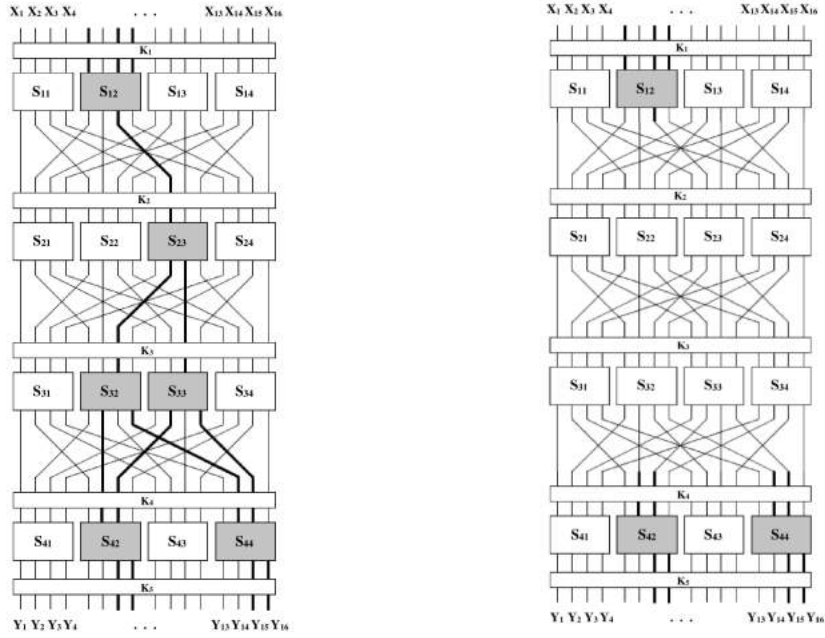 X1 X2 X3 X4 . . . X13 X14 X15 X16
K1
S11 S12 S13 S14
K2
S21 S22 S23 S24
K3
S31 S32 S33 S34
K4
S41 S42 S43 S44
K5
Y1 Y2 Y3 Y4 . . . Y13 Y14 Y15 Y16
X1 X2 X3 X4 . . . X13 X14 X15 X16
K1
S11 S12 S13 S14
K2
S21 S22 S23 S24
K3
S31 S32 S33 S34
K4
S41 S42 S43 S44
K5
Y1 Y2 Y3 Y4 . . . Y13 Y14 Y15 Y16